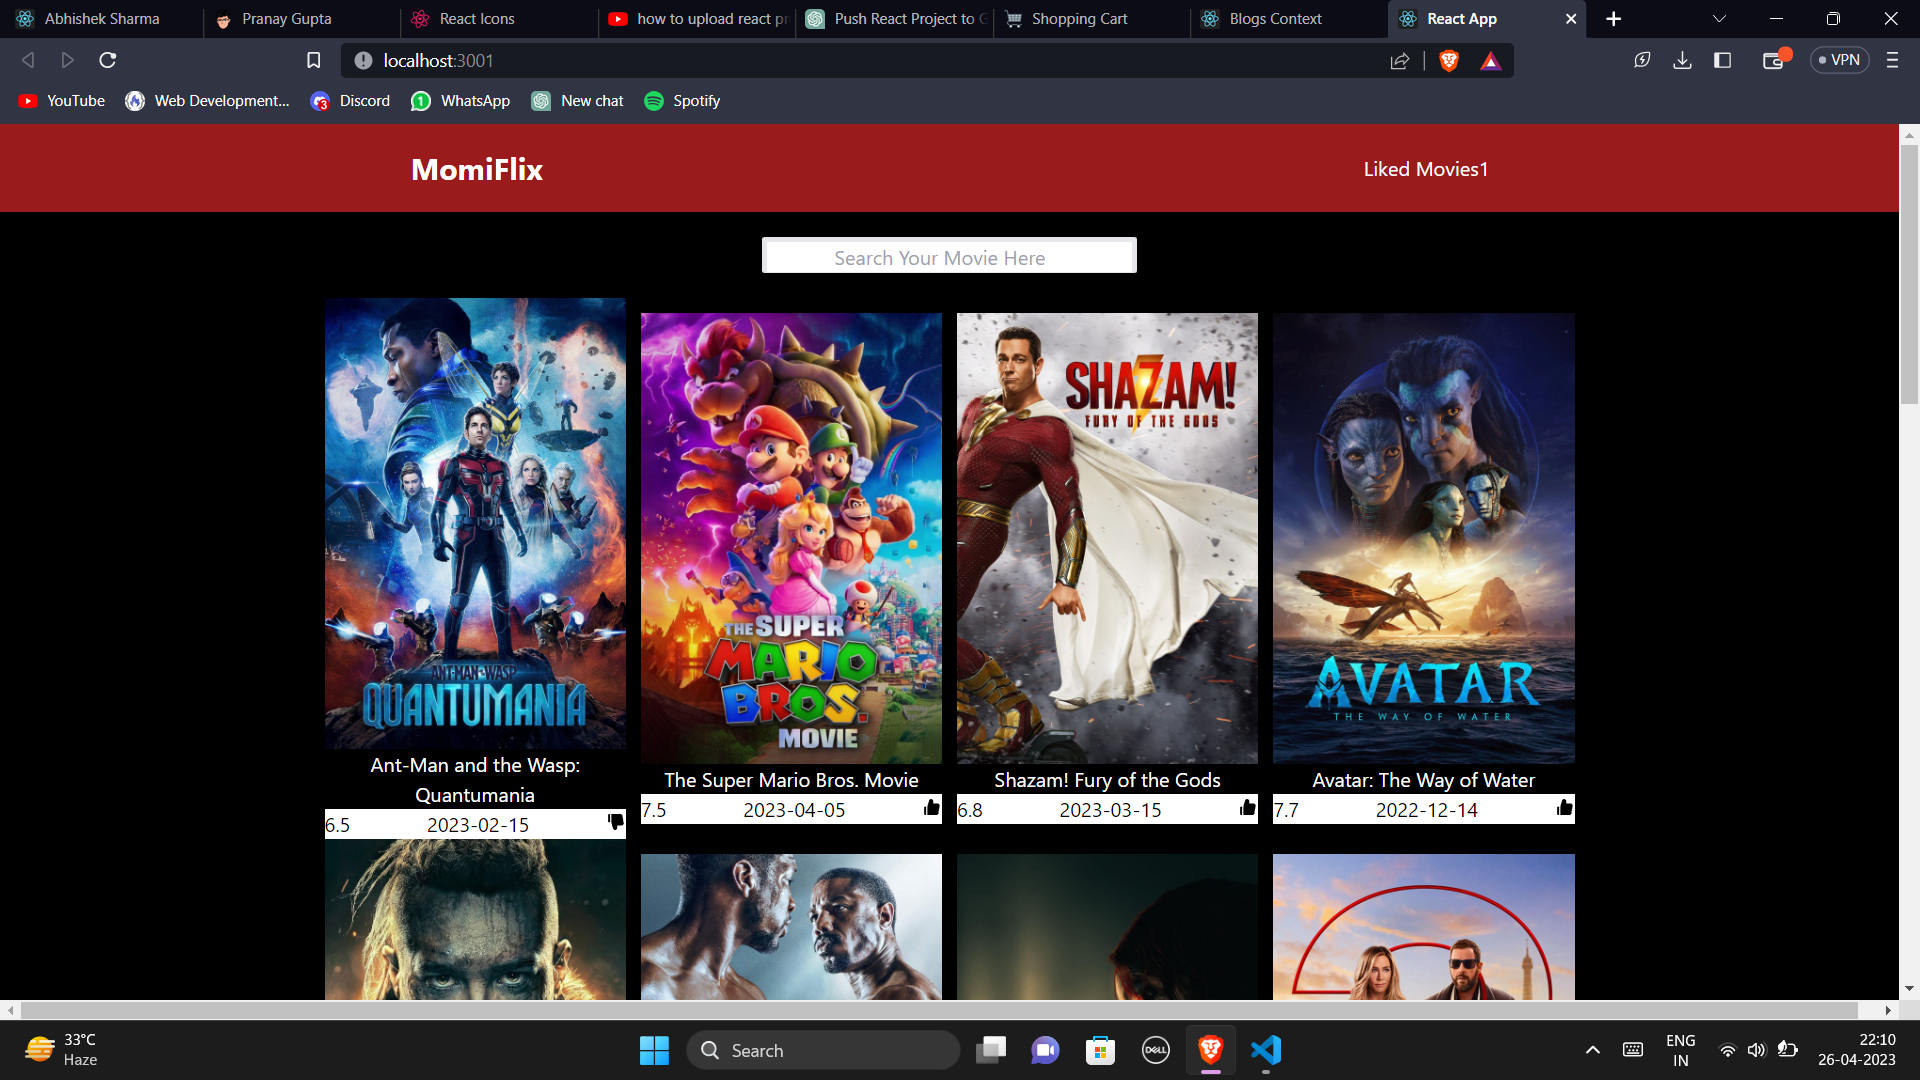 Abhishek Sharma
Pranay Gupta
React Icons
how to upload react pr
Push React Project to G
Shopping Cart
Blogs Context
React App
localhost:3001
VPN
YouTube
Web Development...
3
Discord
1
WhatsApp
New chat
Spotify
MomiFlix
Liked Movies1
Search Your Movie Here
ANT-MAN AND THE WASP
QUANTUMANIA
THE SUPER
MARIO
BROS.
MOVIE
SHAZAM!
FURY OF THE GODS
AVATAR
THE WAY OF WATER
Ant-Man and the Wasp:
Quantumania
The Super Mario Bros. Movie
Shazam! Fury of the Gods
Avatar: The Way of Water
6.5 2023-02-15
7.5 2023-04-05
6.8 2023-03-15
7.7 2022-12-14
33°C
Haze
Search
DELL
ENG
IN
22:10
26-04-2023